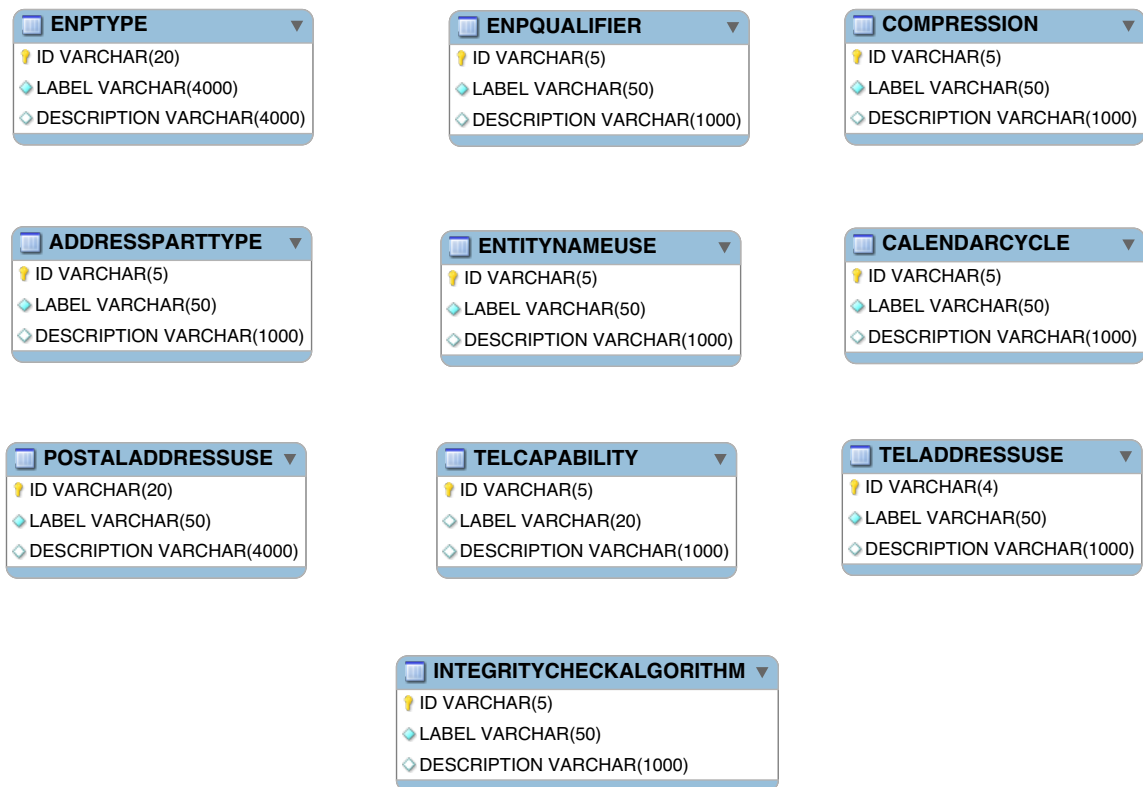 ENPTYPE
ID VARCHAR(20)
LABEL VARCHAR(4000)
DESCRIPTION VARCHAR(4000)
ENPQUALIFIER
ID VARCHAR(5)
LABEL VARCHAR(50)
DESCRIPTION VARCHAR(1000)
COMPRESSION
ID VARCHAR(5)
LABEL VARCHAR(50)
DESCRIPTION VARCHAR(1000)
ADDRESSPARTTYPE
ID VARCHAR(5)
LABEL VARCHAR(50)
DESCRIPTION VARCHAR(1000)
ENTITYNAMEUSE
ID VARCHAR(5)
LABEL VARCHAR(50)
DESCRIPTION VARCHAR(1000)
CALENDARCYCLE
ID VARCHAR(5)
LABEL VARCHAR(50)
DESCRIPTION VARCHAR(1000)
POSTALADDRESSUSE
ID VARCHAR(20)
LABEL VARCHAR(50)
DESCRIPTION VARCHAR(4000)
TELCAPABILITY
ID VARCHAR(5)
LABEL VARCHAR(20)
DESCRIPTION VARCHAR(1000)
TELADDRESSUSE
ID VARCHAR(4)
LABEL VARCHAR(50)
DESCRIPTION VARCHAR(1000)
INTEGRITYCHECKALGORITHM
ID VARCHAR(5)
LABEL VARCHAR(50)
DESCRIPTION VARCHAR(1000)